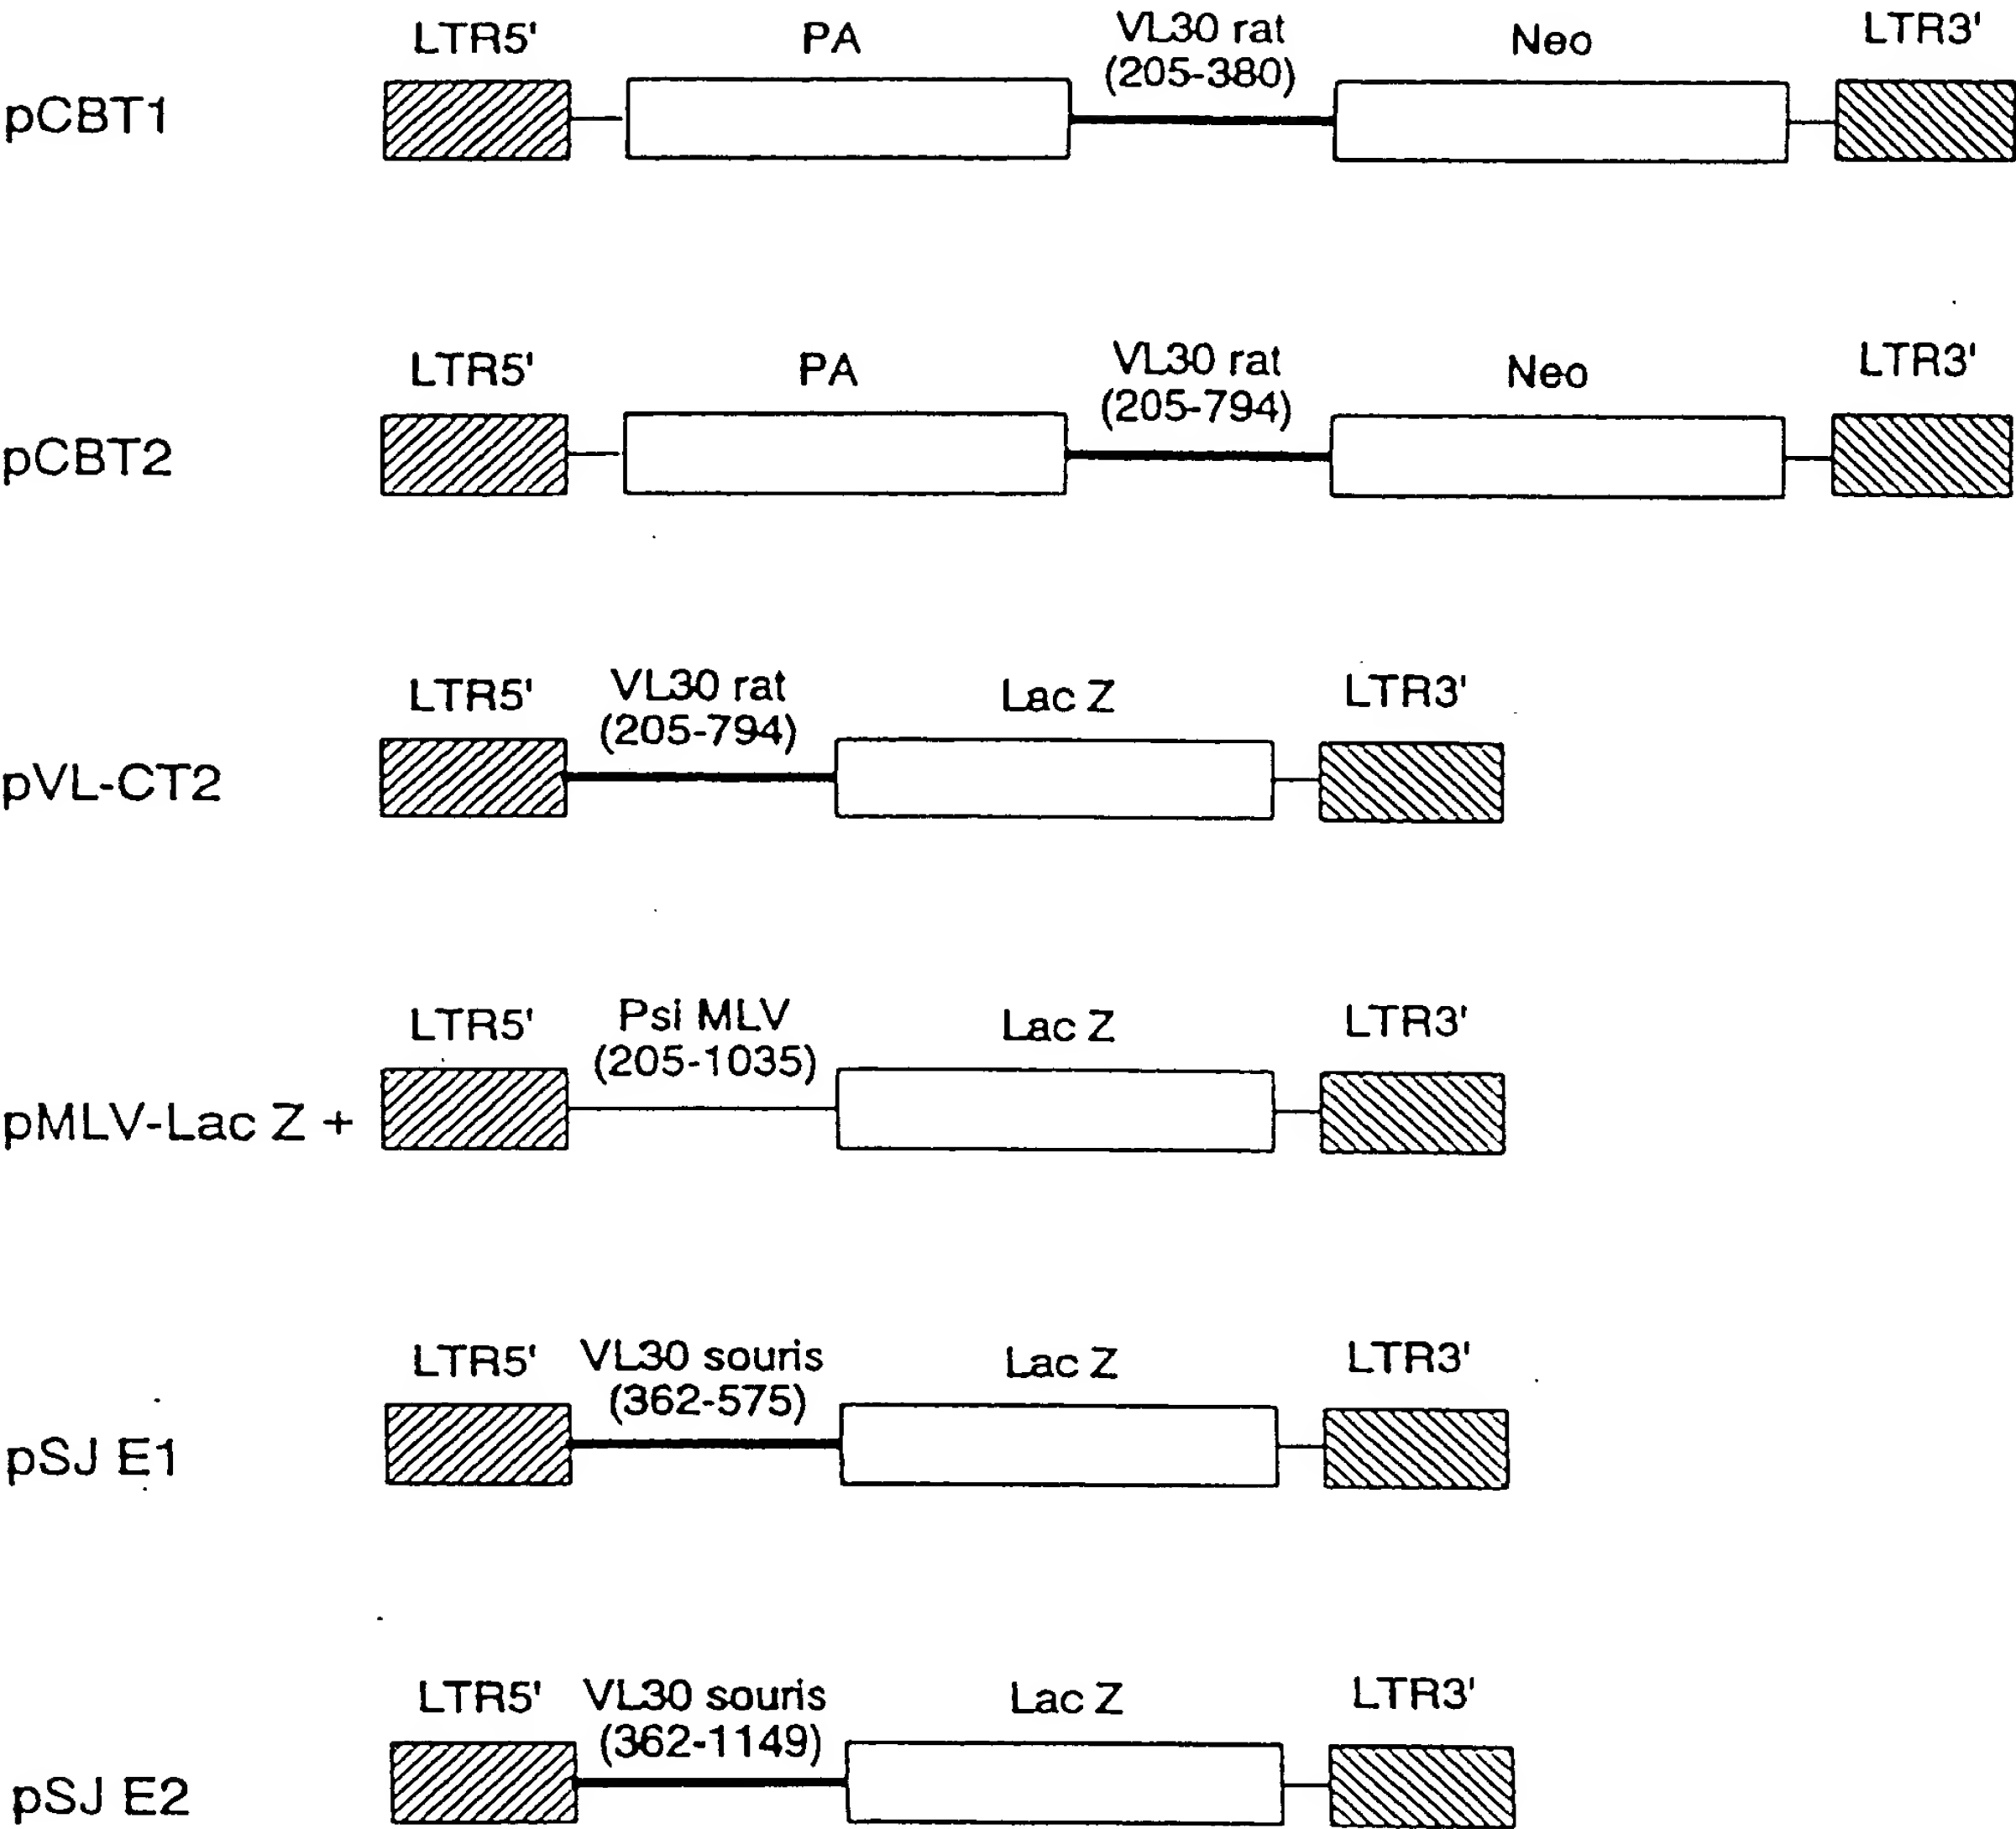 LTR5' PA VL30 rat Neo LTR3'
(205-380)
pCBT1
LTR5' PA VL30 rat Neo LTR3'
(205-794)
pCBT2
LTR5' VL30 rat Lac Z LTR3'
(205-794)
pVL-CT2
LTR5' Psi MLV Lac Z LTR3'
(205-1035)
pMLV-Lac Z +
LTR5' VL30 souris Lac Z LTR3'
(362-575)
pSJ E1
LTR5' VL30 souris Lac Z LTR3'
(362-1149)
pSJ E2